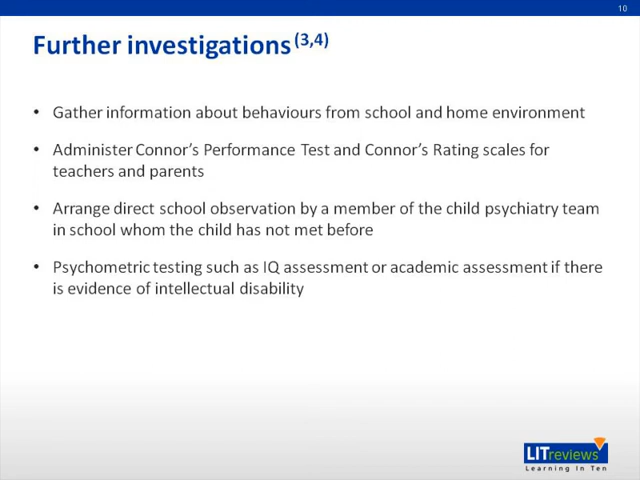 10
Further investigations (3,4)
• Gather information about behaviours from school and home environment
• Administer Connor's Performance Test and Connor's Rating scales for
teachers and parents
• Arrange direct school observation by a member of the child psychiatry team
in school whom the child has not met before
• Psychometric testing such as IQ assessment or academic assessment if there
is evidence of intellectual disability
LITreviews
Learning In Ten